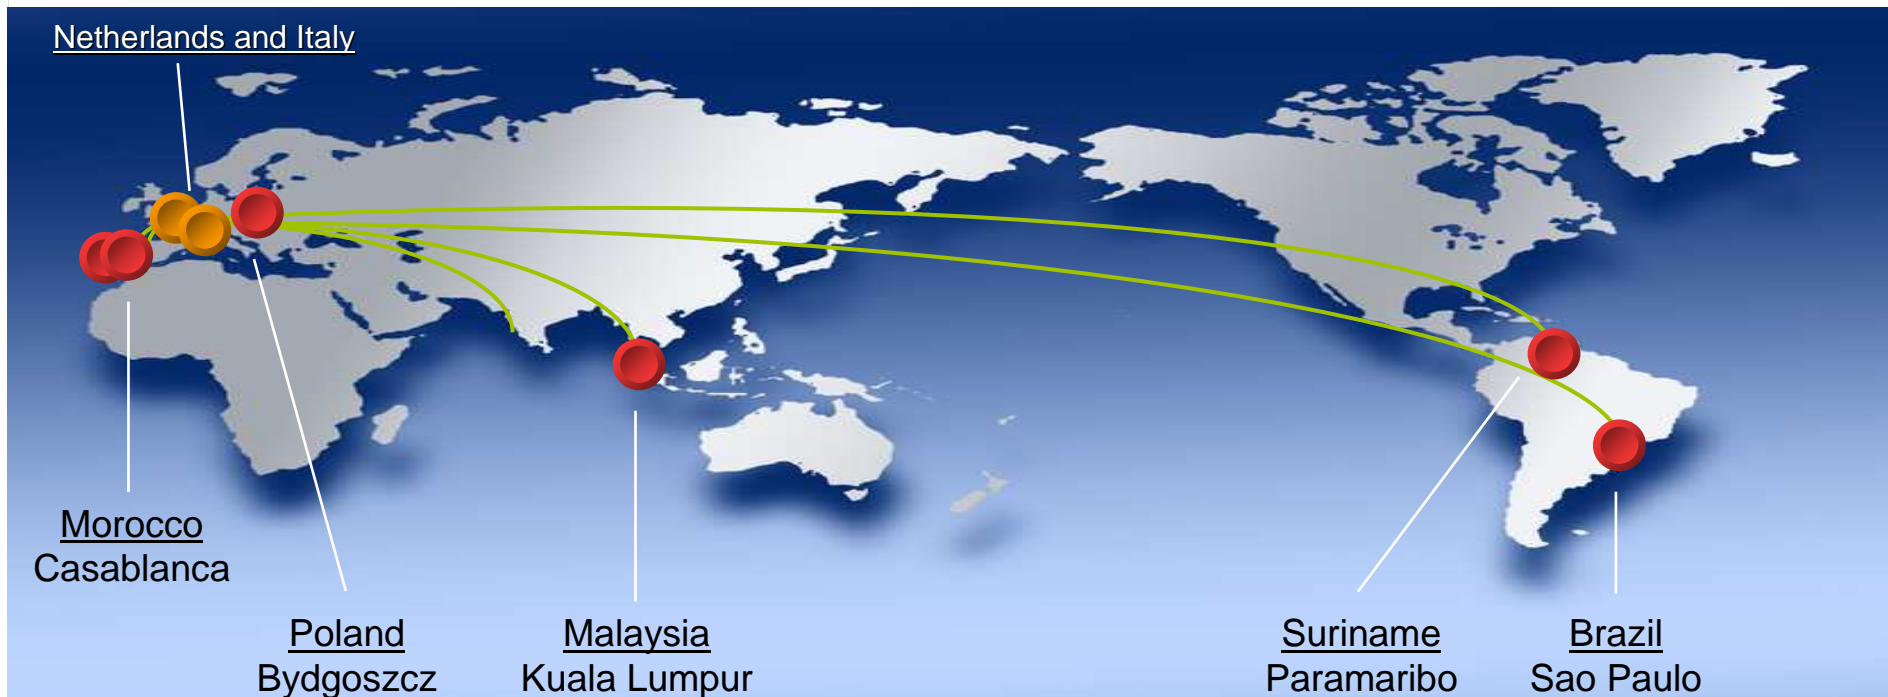 Netherlands and Italy
Morocco
Casablanca
Poland
Bydgoszcz
Malaysia
Kuala Lumpur
Suriname
Paramaribo
Brazil
Sao Paulo